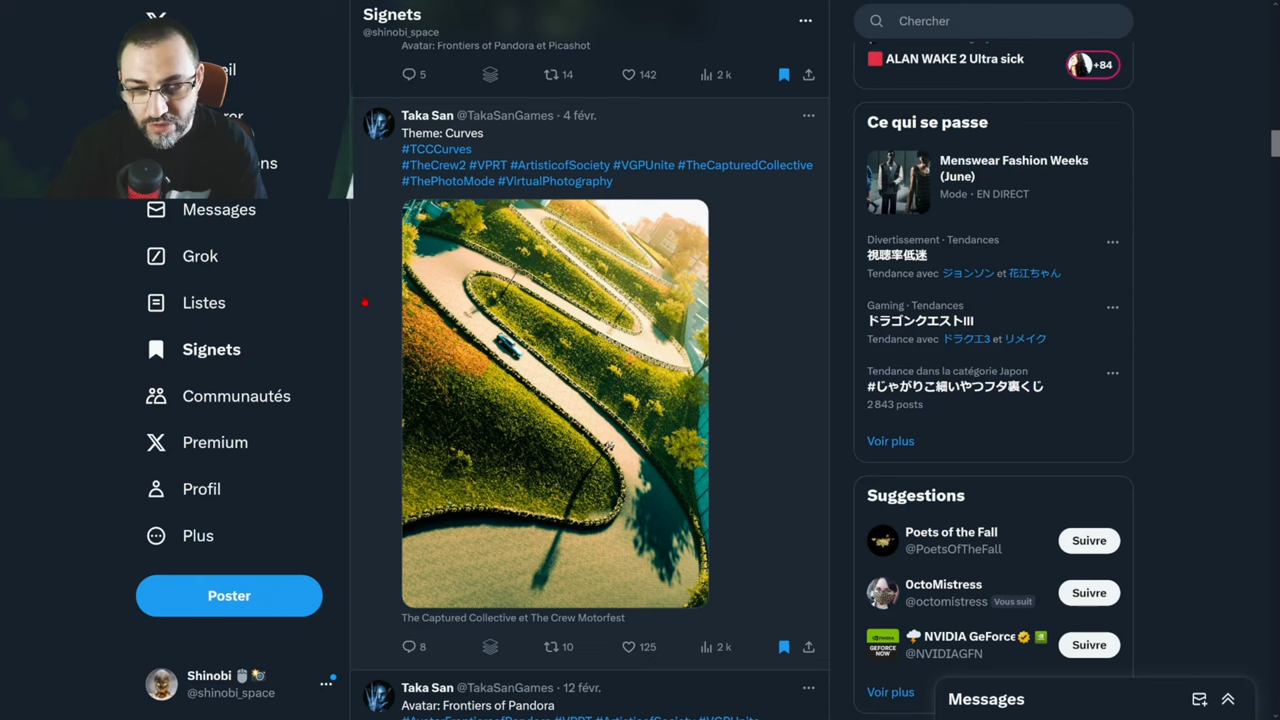 Signets
@shinobi_space
Avatar: Frontiers of Pandora et Picashot
5
14
142
2 k
Taka San @TakaSanGames · 4 févr.
Theme: Curves
#TCCCurves
#TheCrew2 #VPRT #ArtisticofSociety #VGPUnite #TheCapturedCollective
#ThePhotoMode #VirtualPhotography
The Captured Collective et The Crew Motorfest
8
10
125
2 k
Taka San @TakaSanGames · 12 févr.
Avatar: Frontiers of Pandora
Messages
Grok
Listes
Signets
Communautés
Premium
Profil
Plus
Poster
Shinobi
@shinobi_space
Chercher
ALAN WAKE 2 Ultra sick
+84
Ce qui se passe
Menswear Fashion Weeks
(June)
Mode · EN DIRECT
Divertissement · Tendances
視聴率低迷
Tendance avec ジョンソン et 花江ちゃん
Gaming · Tendances
ドラゴンクエストIII
Tendance avec ドラクエ3 et リメイク
Tendance dans la catégorie Japon
#じゃがりこ細いやつフタ裏くじ
2 843 posts
Voir plus
Suggestions
Poets of the Fall
@PoetsOfTheFall
Suivre
OctoMistress
@octomistress Vous suit
Suivre
NVIDIA GeForce
@NVIDIAGFN
Suivre
Voir plus
Messages